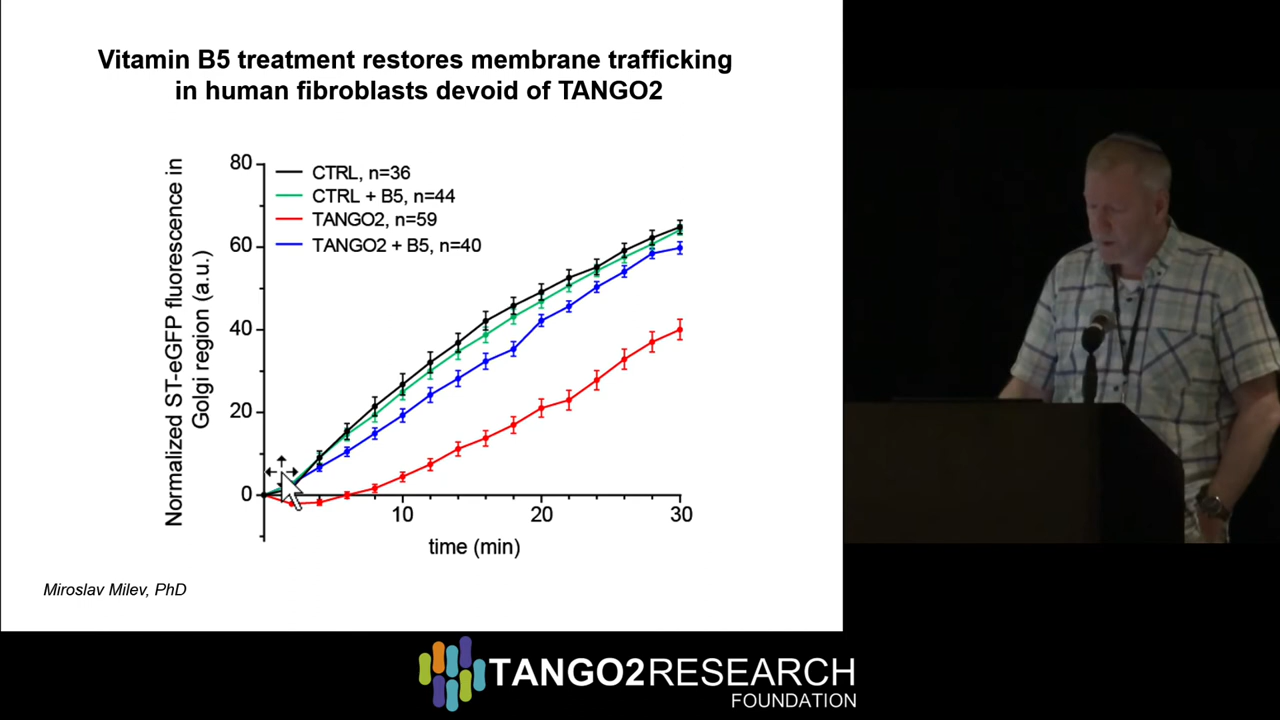 Vitamin B5 treatment restores membrane trafficking
in human fibroblasts devoid of TANGO2
Normalized ST-eGFP fluorescence in
Golgi region (a.u.)
80
60
40
20
0
CTRL, n=36
CTRL + B5, n=44
TANGO2, n=59
TANGO2 + B5, n=40
10 20 30
time (min)
Miroslav Milev, PhD
TANGO2RESEARCH
FOUNDATION